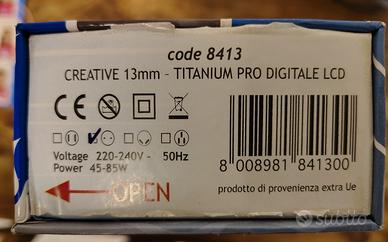 code 8413
CREATIVE 13mm - TITANIUM PRO DIGITALE LCD
CE
Voltage 220-240V - 50Hz
Power 45-85W
OPEN
8 008981 841300
prodotto di provenienza extra Ue
subito